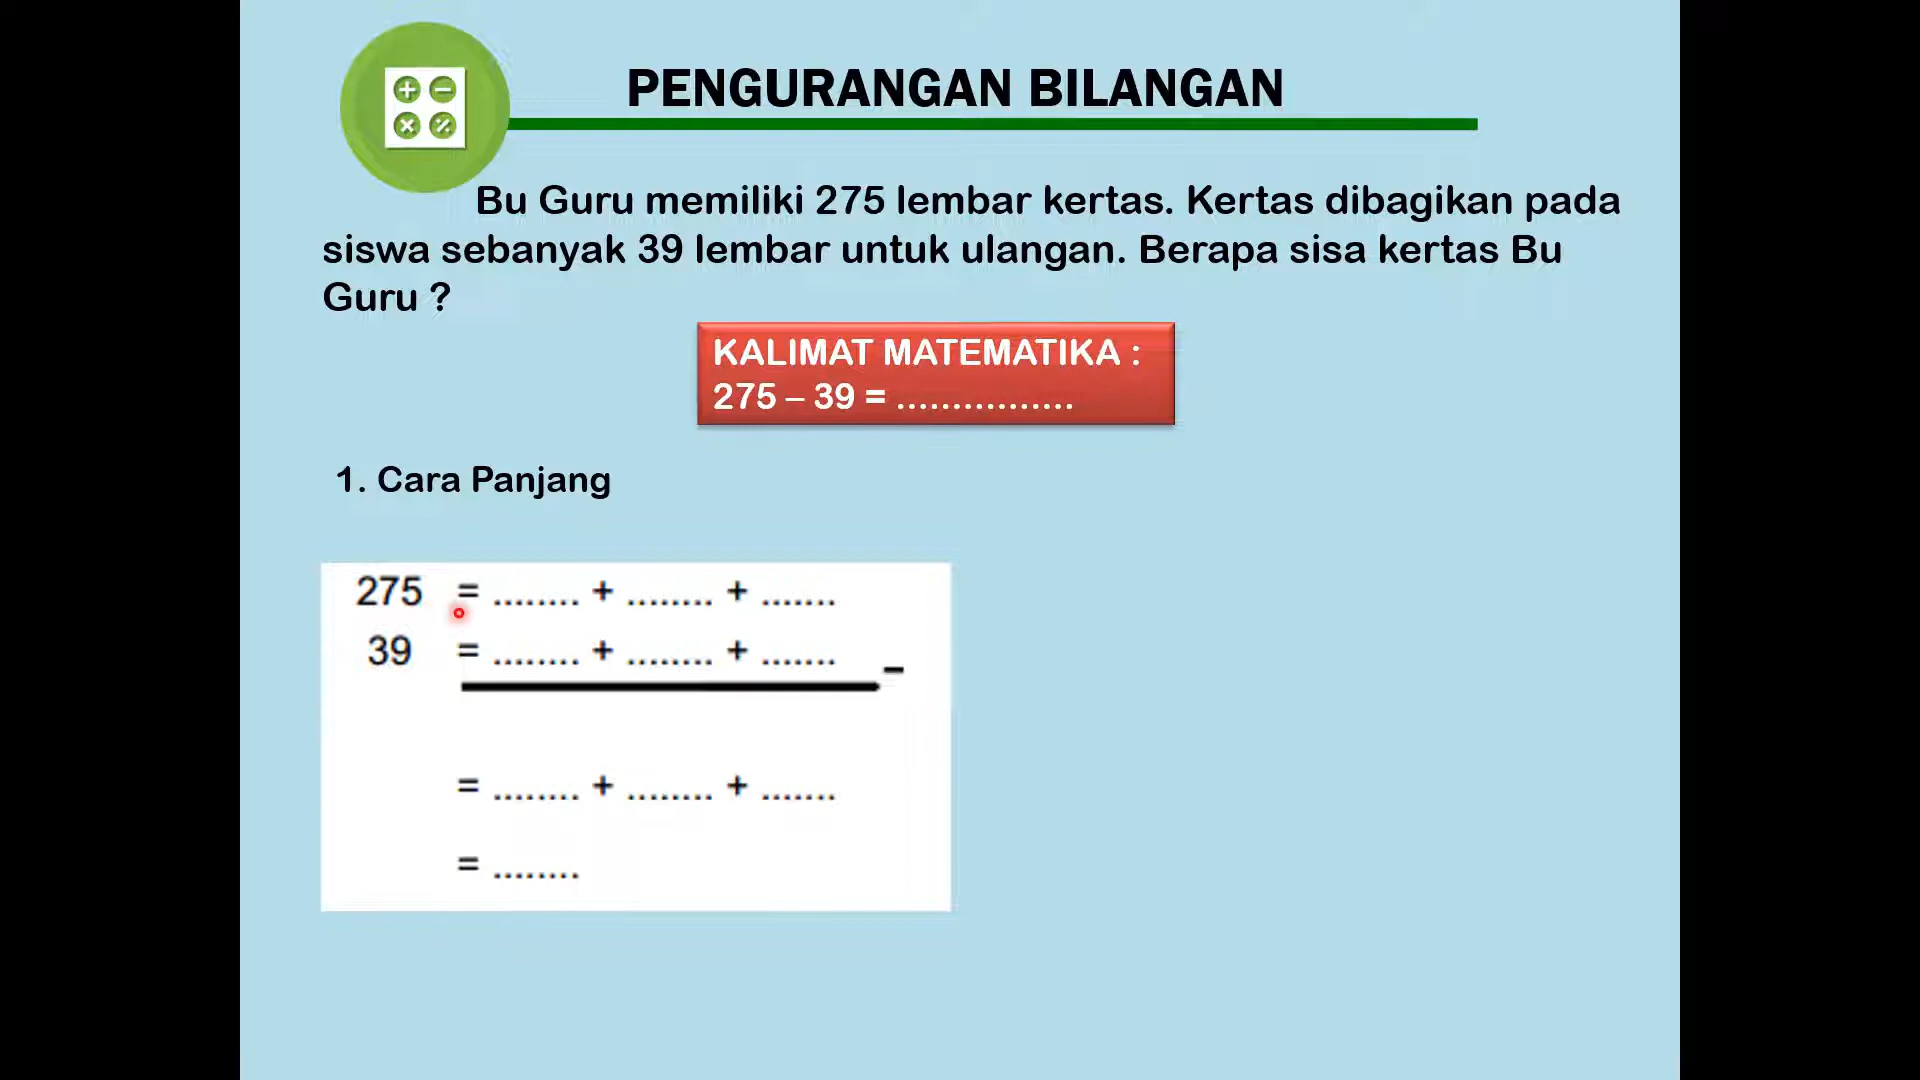 PENGURANGAN BILANGAN
Bu Guru memiliki 275 lembar kertas. Kertas dibagikan pada
siswa sebanyak 39 lembar untuk ulangan. Berapa sisa kertas Bu
Guru ?
KALIMAT MATEMATIKA :
275 – 39 = ................
1. Cara Panjang
275 = ........ + ........ + .......
39 = ........ + ........ + ....... -
= ........ + ........ + .......
= ........